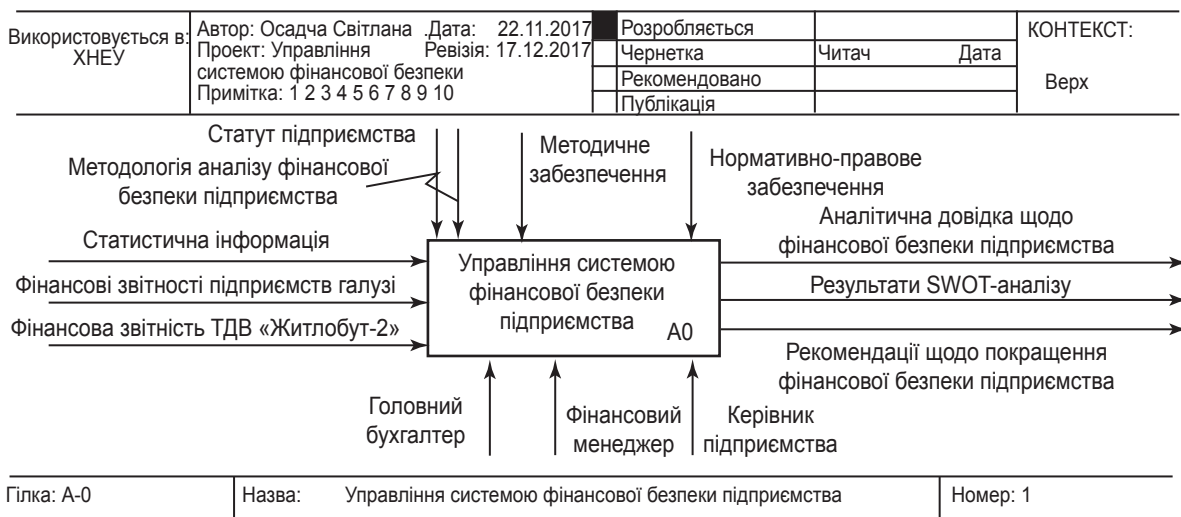 Використовується в:
ХНЕУ
Автор: Осадча Світлана .Дата: 22.11.2017
Проект: Управління Ревізія: 17.12.2017
системою фінансової безпеки
Примітка: 1 2 3 4 5 6 7 8 9 10
Розробляється
Чернетка
Рекомендовано
Публікація
Читач Дата
КОНТЕКСТ:
Верх
Статут підприємства
Методологія аналізу фінансової
безпеки підприємства
Методичне
забезпечення
Нормативно-правове
забезпечення
Статистична інформація
Фінансові звітності підприємств галузі
Фінансова звітність ТДВ «Житлобут-2»
Управління системою
фінансової безпеки
підприємства
А0
Аналітична довідка щодо
фінансової безпеки підприємства
Результати SWOT-аналізу
Рекомендації щодо покращення
фінансової безпеки підприємства
Головний
бухгалтер
Фінансовий
менеджер
Керівник
підприємства
Гілка: А-0
Назва: Управління системою фінансової безпеки підприємства
Номер: 1